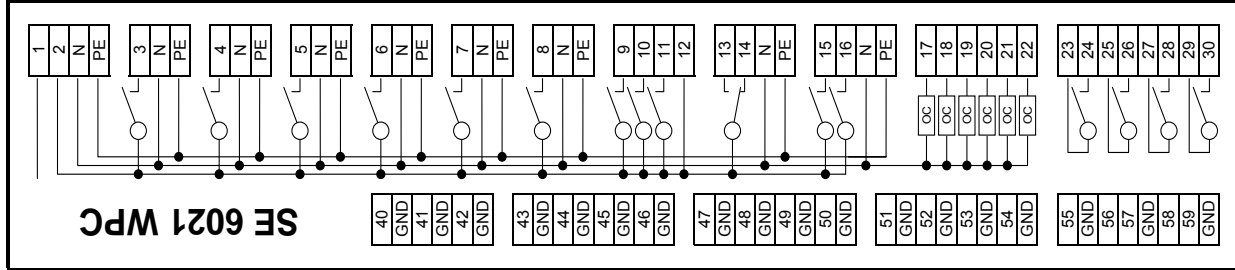 1 2 N PE 3 N PE 4 N PE 5 N PE 6 N PE 7 N PE 8 N PE 9 10 11 12 13 14 N PE 15 16 N PE 17 18 19 20 21 22 23 24 25 26 27 28 29 30
OC OC OC OC OC OC
SE 6021 WPC
40 GND 41 GND 42 GND 43 GND 44 GND 45 GND 46 GND 47 GND 48 GND 49 GND 50 GND 51 GND 52 GND 53 GND 54 GND 55 GND 56 57 GND 58 59 GND